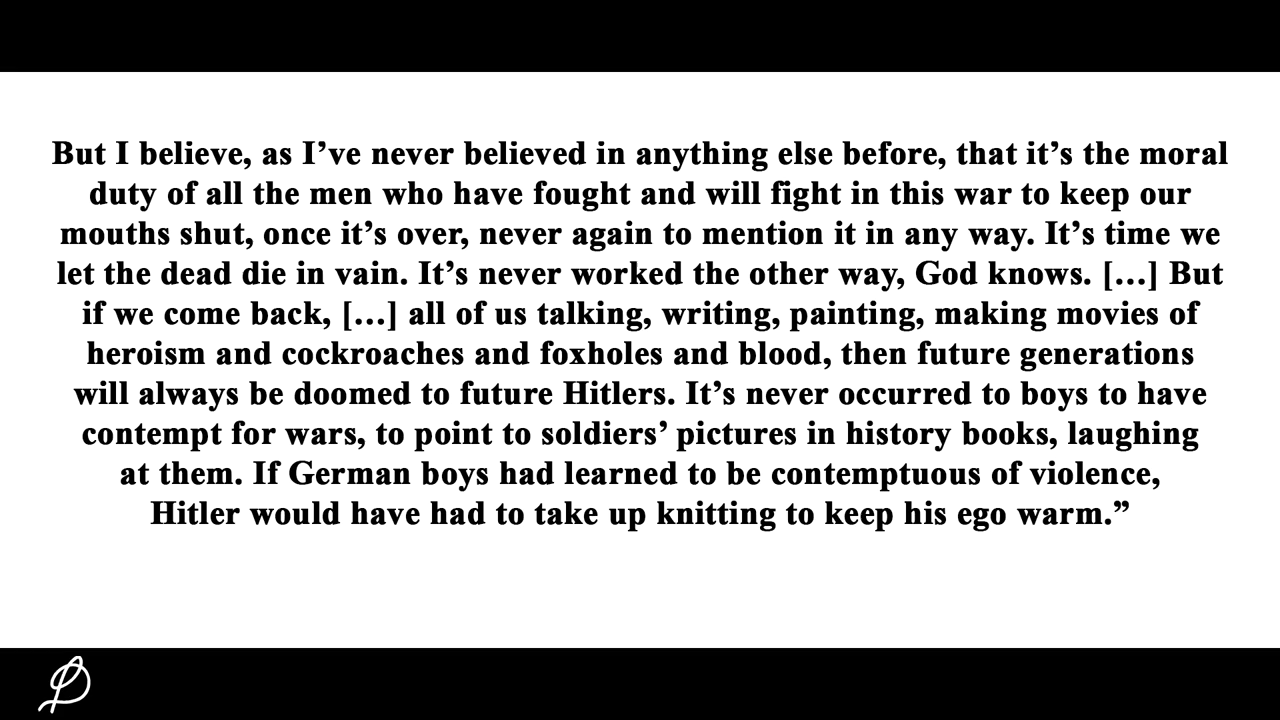 But I believe, as I’ve never believed in anything else before, that it’s the moral
duty of all the men who have fought and will fight in this war to keep our
mouths shut, once it’s over, never again to mention it in any way. It’s time we
let the dead die in vain. It’s never worked the other way, God knows. […] But
if we come back, […] all of us talking, writing, painting, making movies of
heroism and cockroaches and foxholes and blood, then future generations
will always be doomed to future Hitlers. It’s never occurred to boys to have
contempt for wars, to point to soldiers’ pictures in history books, laughing
at them. If German boys had learned to be contemptuous of violence,
Hitler would have had to take up knitting to keep his ego warm.”